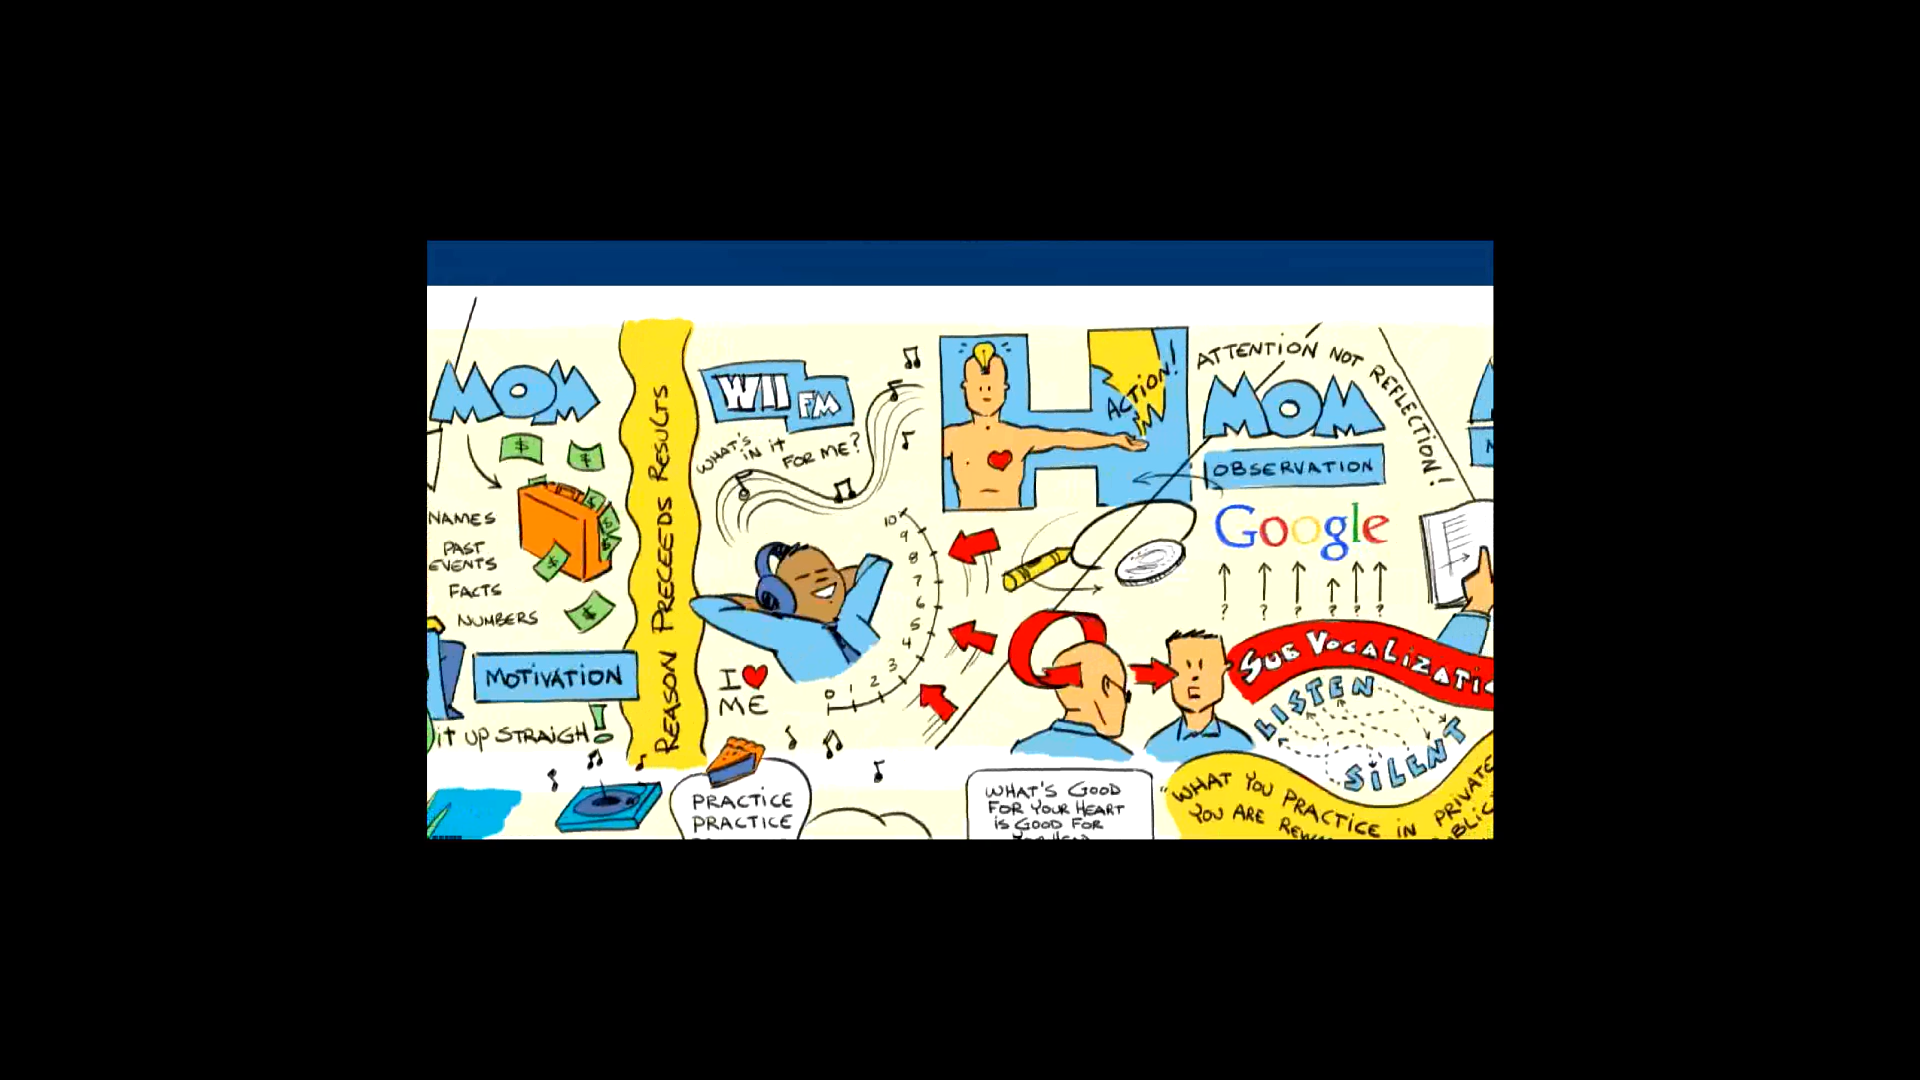 MOM
$ $
NAMES
PAST
EVENTS
FACTS
NUMBERS
MOTIVATION
iT UP STRAiGH!
REASON PRECEEDS RESULTS
WII FM
WHAT'S
IN iT
FOR ME?
10
9
8
7
6
5
4
3
2
1
0
I ♥
ME
H
ACTiON!
ATTENTiON NOT REFLECTiON!
MOM
OBSERVATiON
Google
? ? ? ? ? ?
SUB VOCALIZATi
LISTEN
SiLENT
PRACTiCE
PRACTiCE
WHAT'S GOOD
FOR YOUR HEART
iS GOOD FOR
YOU HEAD
"WHAT YOU PRACTiCE iN PRiVATE
YOU ARE